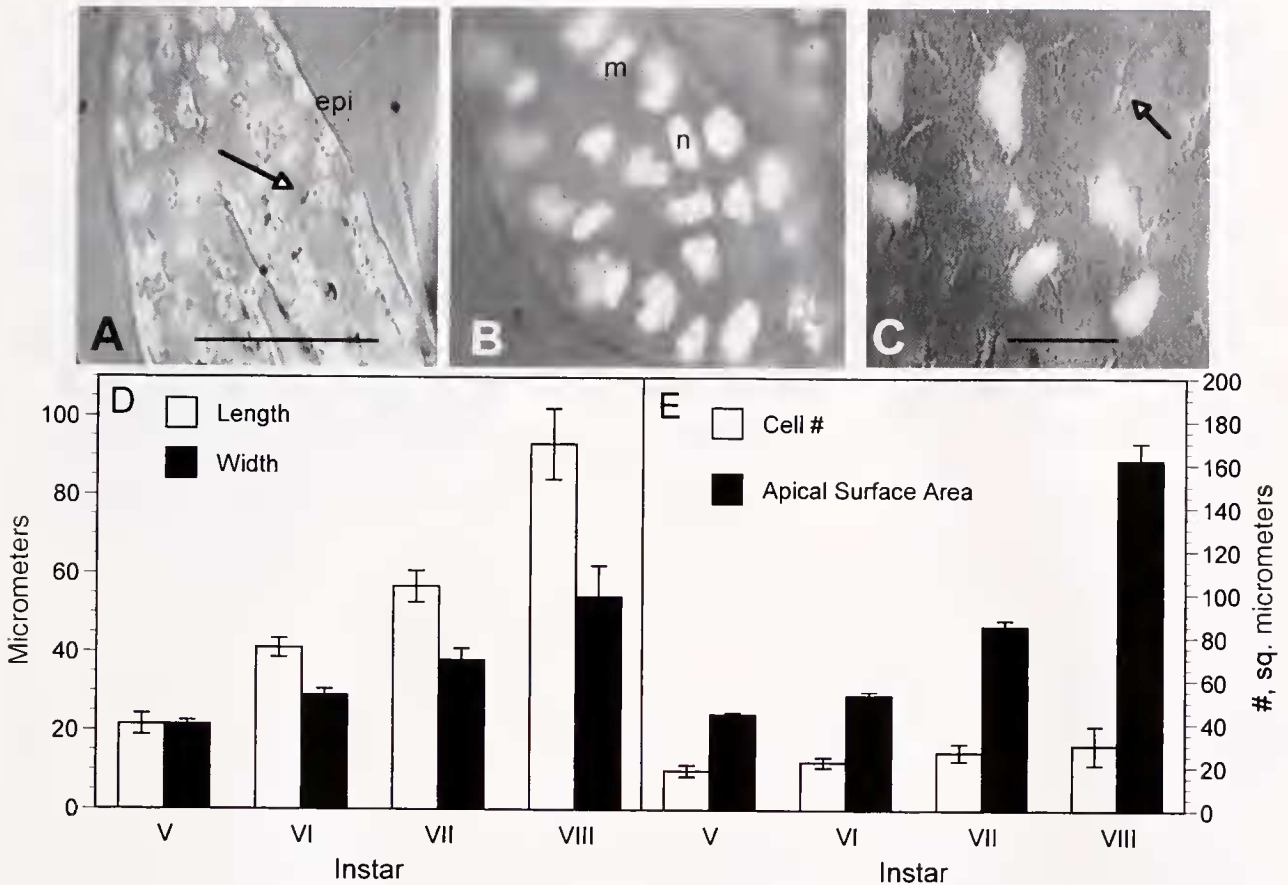 epi
A
m
n
B
C
D
Length
Width
100
80
60
40
20
0
Micrometers
V
VI
VII
VIII
Instar
E
Cell #
Apical Surface Area
200
180
160
140
120
100
80
60
40
20
0
#, sq. micrometers
V
VI
VII
VIII
Instar